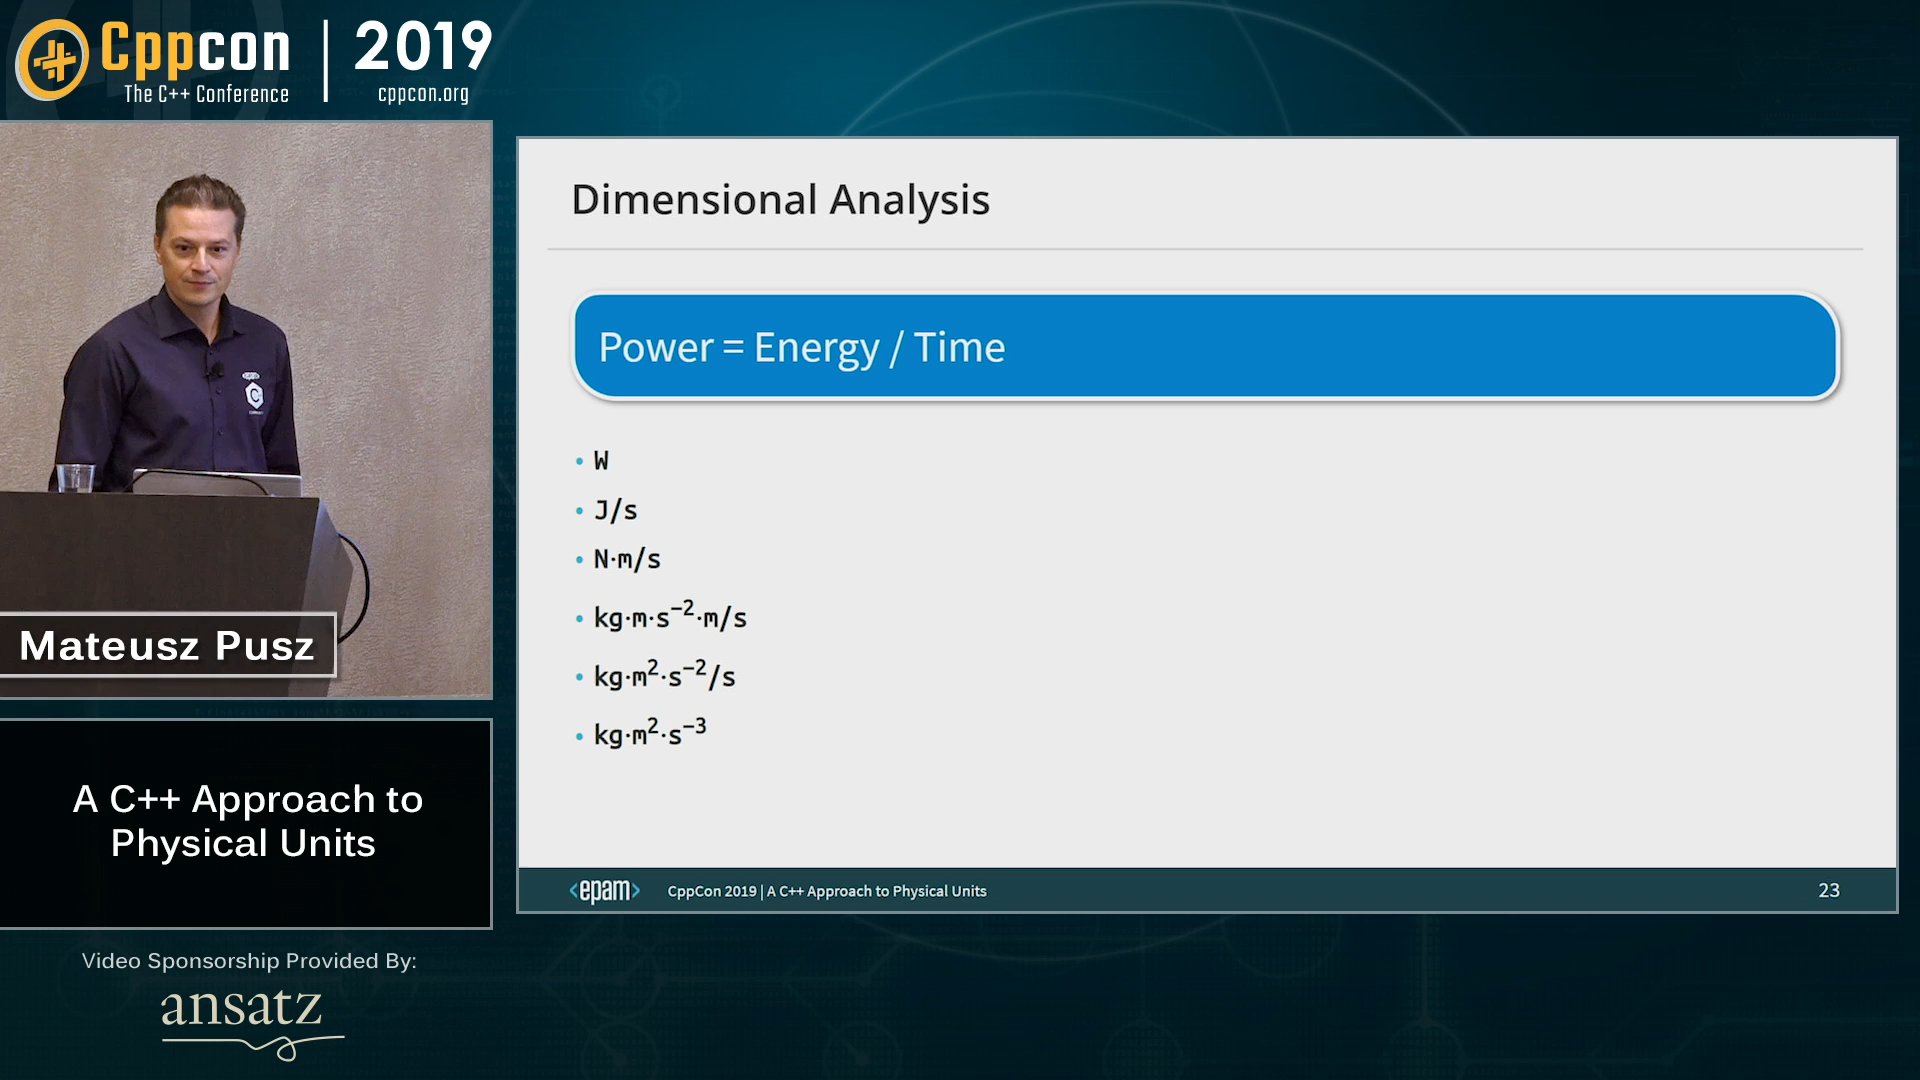 Cppcon
The C++ Conference
2019
cppcon.org
Mateusz Pusz
A C++ Approach to
Physical Units
Video Sponsorship Provided By:
ansatz
Dimensional Analysis
Power = Energy / Time
• W
• J/s
• N·m/s
• kg·m·s⁻²·m/s
• kg·m²·s⁻²/s
• kg·m²·s⁻³
<epam> CppCon 2019 | A C++ Approach to Physical Units 23